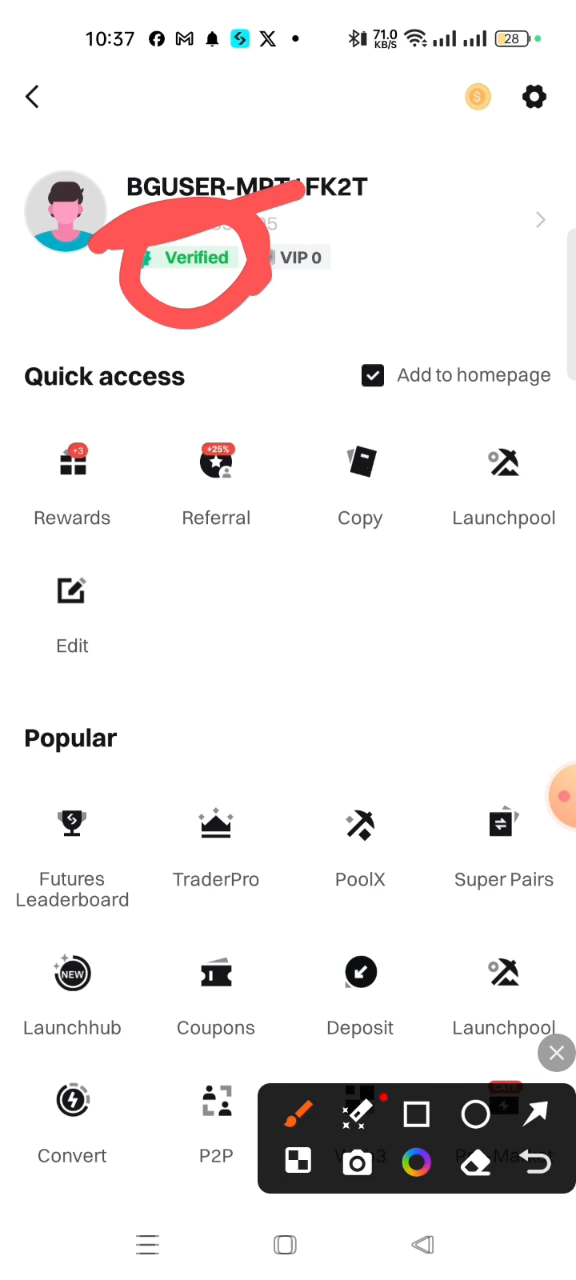 10:37 71.0 KB/S 28
BGUSER-MPT1FK2T
Verified VIP 0
Quick access Add to homepage
+3 +25%
Rewards Referral Copy Launchpool
Edit
Popular
Futures Leaderboard TraderPro PoolX Super Pairs
NEW
Launchhub Coupons Deposit Launchpool
Convert P2P